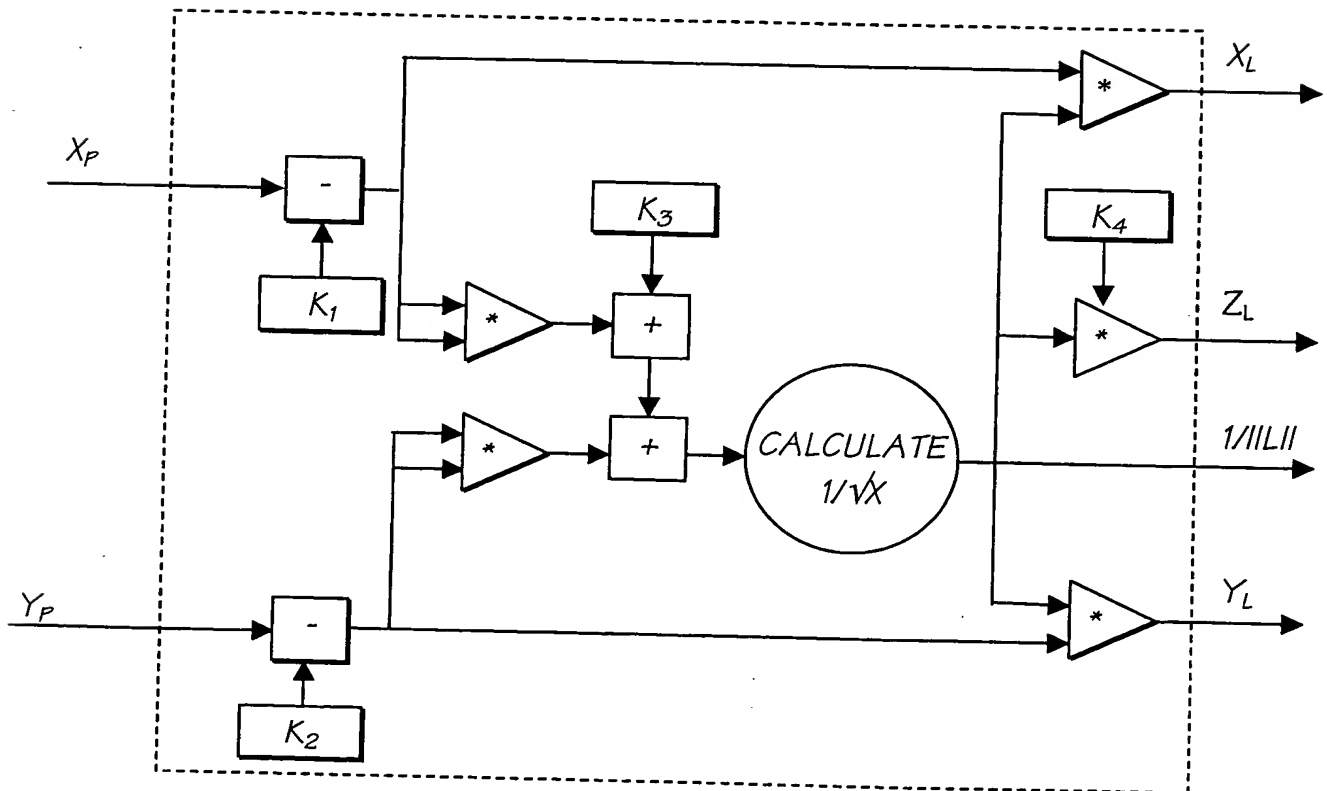 X_L
*
X_P
-
K_3
K_4
K_1
*
+
*
Z_L
*
+
CALCULATE
1/√X
1/||L||
Y_P
-
*
Y_L
K_2